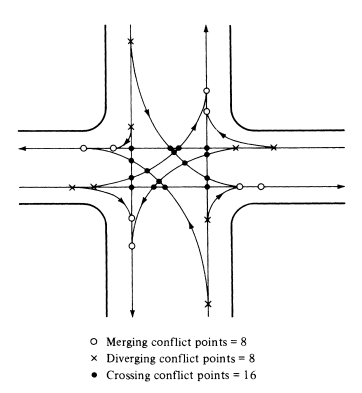 Merging conflict points = 8
Diverging conflict points = 8
Crossing conflict points = 16